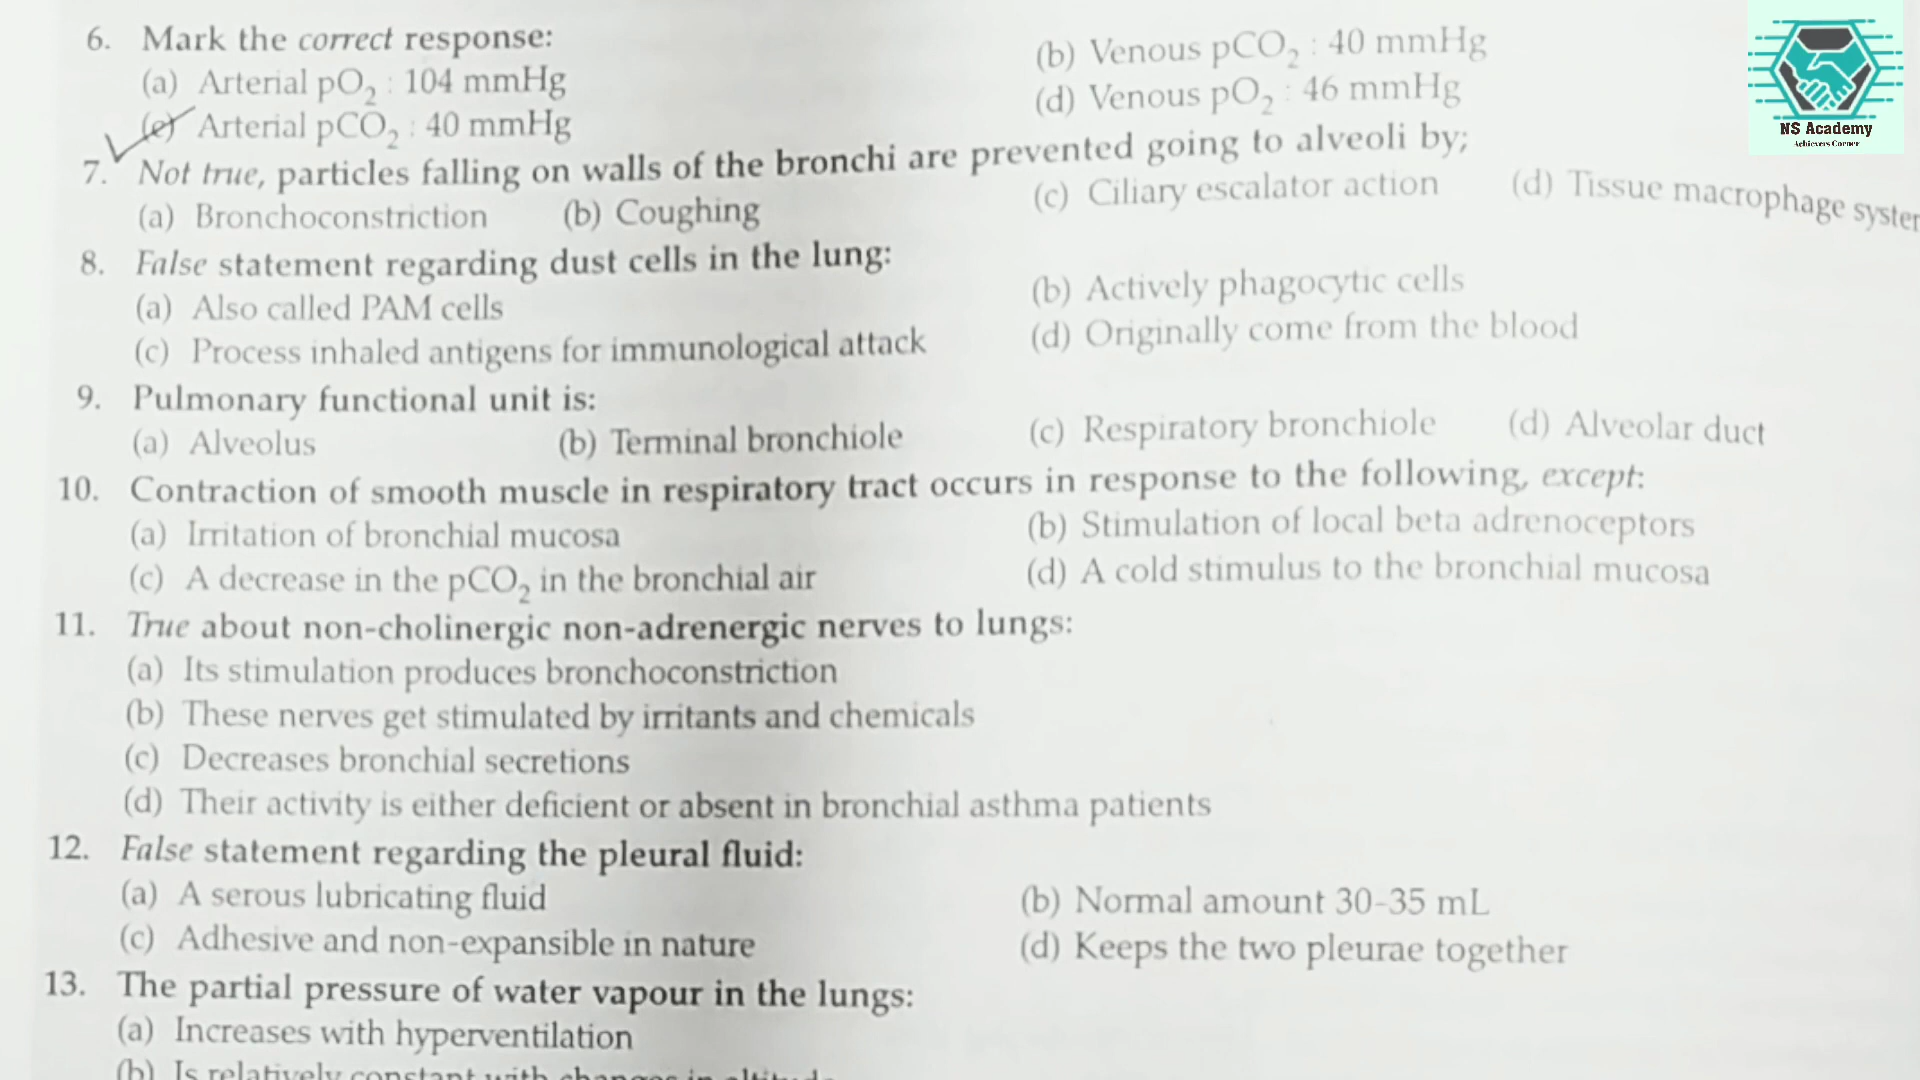 6. Mark the correct response:
(a) Arterial pO₂ : 104 mmHg (b) Venous pCO₂ : 40 mmHg
(c) Arterial pCO₂ : 40 mmHg (d) Venous pO₂ : 46 mmHg
7. Not true, particles falling on walls of the bronchi are prevented going to alveoli by;
(a) Bronchoconstriction (b) Coughing (c) Ciliary escalator action (d) Tissue macrophage
8. False statement regarding dust cells in the lung:
(a) Also called PAM cells (b) Actively phagocytic cells
(c) Process inhaled antigens for immunological attack (d) Originally come from the blood
9. Pulmonary functional unit is:
(a) Alveolus (b) Terminal bronchiole (c) Respiratory bronchiole (d) Alveolar duct
10. Contraction of smooth muscle in respiratory tract occurs in response to the following, except:
(a) Irritation of bronchial mucosa (b) Stimulation of local beta adrenoceptors
(c) A decrease in the pCO₂ in the bronchial air (d) A cold stimulus to the bronchial mucosa
11. True about non-cholinergic non-adrenergic nerves to lungs:
(a) Its stimulation produces bronchoconstriction
(b) These nerves get stimulated by irritants and chemicals
(c) Decreases bronchial secretions
(d) Their activity is either deficient or absent in bronchial asthma patients
12. False statement regarding the pleural fluid:
(a) A serous lubricating fluid (b) Normal amount 30-35 mL
(c) Adhesive and non-expansible in nature (d) Keeps the two pleurae together
13. The partial pressure of water vapour in the lungs:
(a) Increases with hyperventilation
(b) Is relatively constant with changes in altitude
NS Academy
Achievers Corner